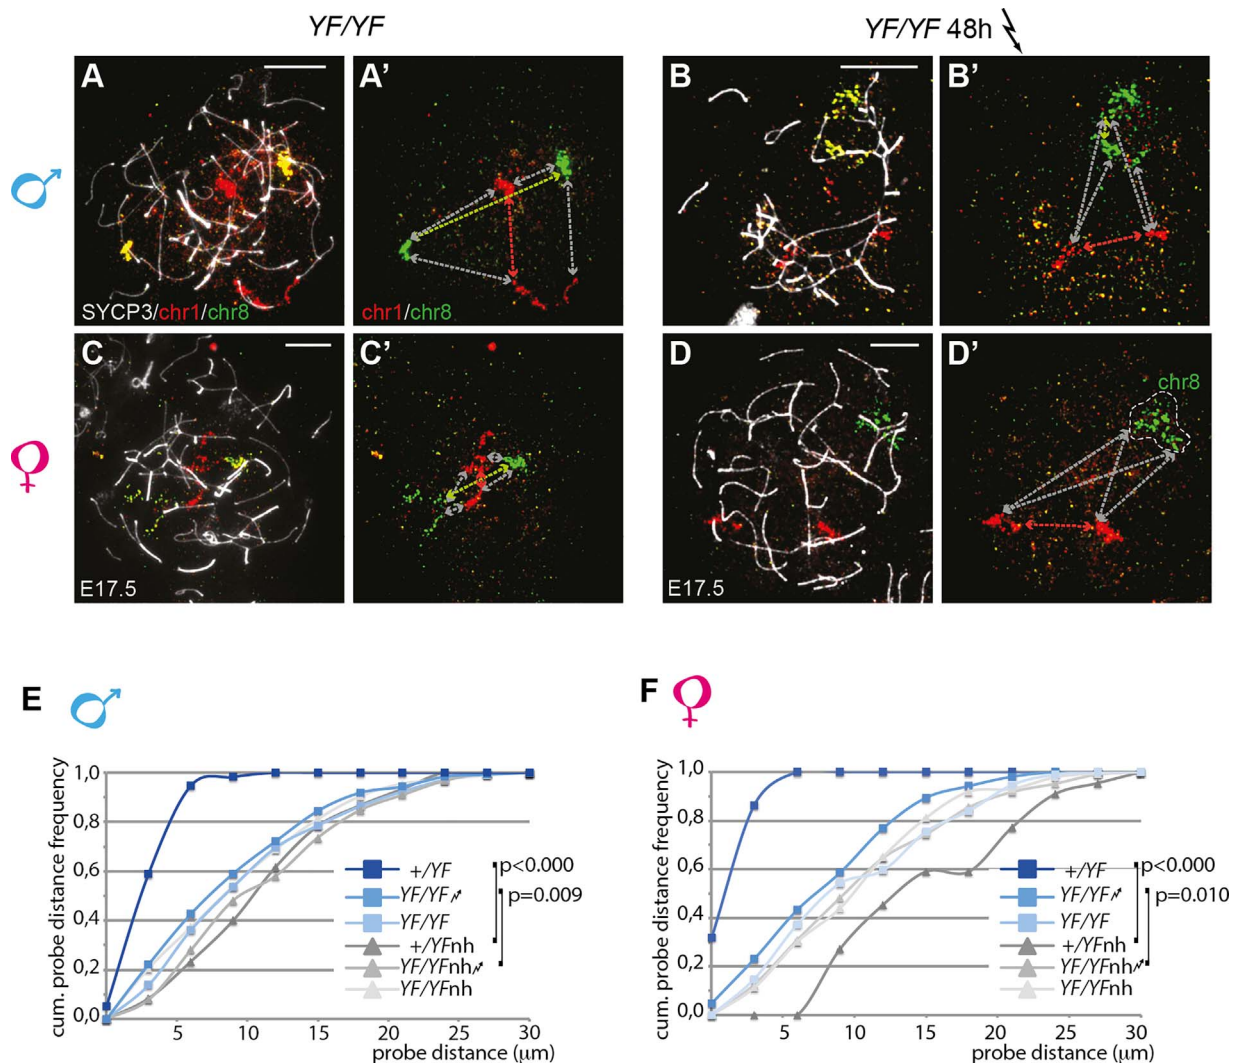 YF/YF
YF/YF 48h
A
A'
B
B'
SYCP3/chr1/chr8
chr1/chr8
C
C'
D
D'
chr8
E17.5
E17.5
E
cum. probe distance frequency
1,0
0,8
0,6
0,4
0,2
0,0
5
10
15
20
25
30
probe distance (μm)
+/YF
YF/YF
YF/YF
+/YFnh
YF/YFnh
YF/YFnh
p<0.000
p=0.009
F
cum. probe distance frequency
1,0
0,8
0,6
0,4
0,2
0,0
5
10
15
20
25
30
probe distance (μm)
+/YF
YF/YF
YF/YF
+/YFnh
YF/YFnh
YF/YFnh
p<0.000
p=0.010